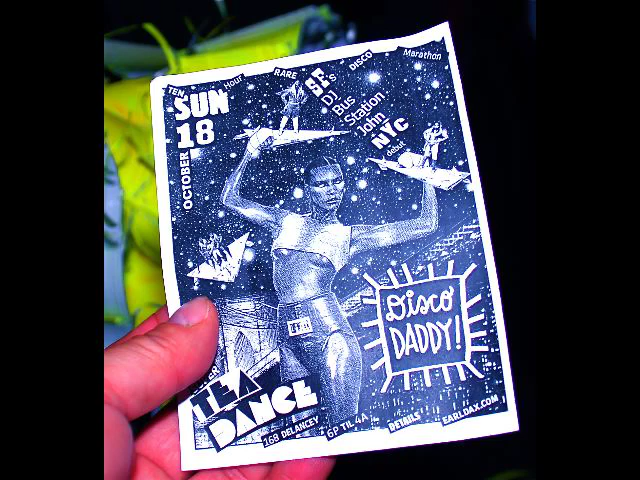 TEN HOUR RARE DISCO Marathon
SUN
18
OCTOBER
SF's
DJ
Bus
Station
John
NYC
debut
Disco
DADDY!
TEA
DANCE
168 DELANCEY 6P TIL 4A DETAILS EARLDAX.COM